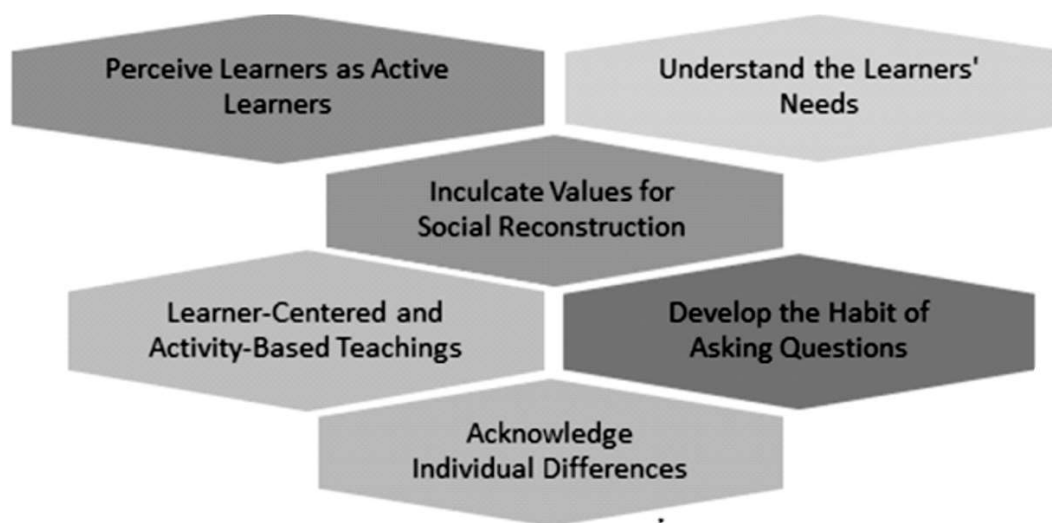 Perceive Learners as Active
Learners
Understand the Learners'
Needs
Inculcate Values for
Social Reconstruction
Learner-Centered and
Activity-Based Teachings
Develop the Habit of
Asking Questions
Acknowledge
Individual Differences